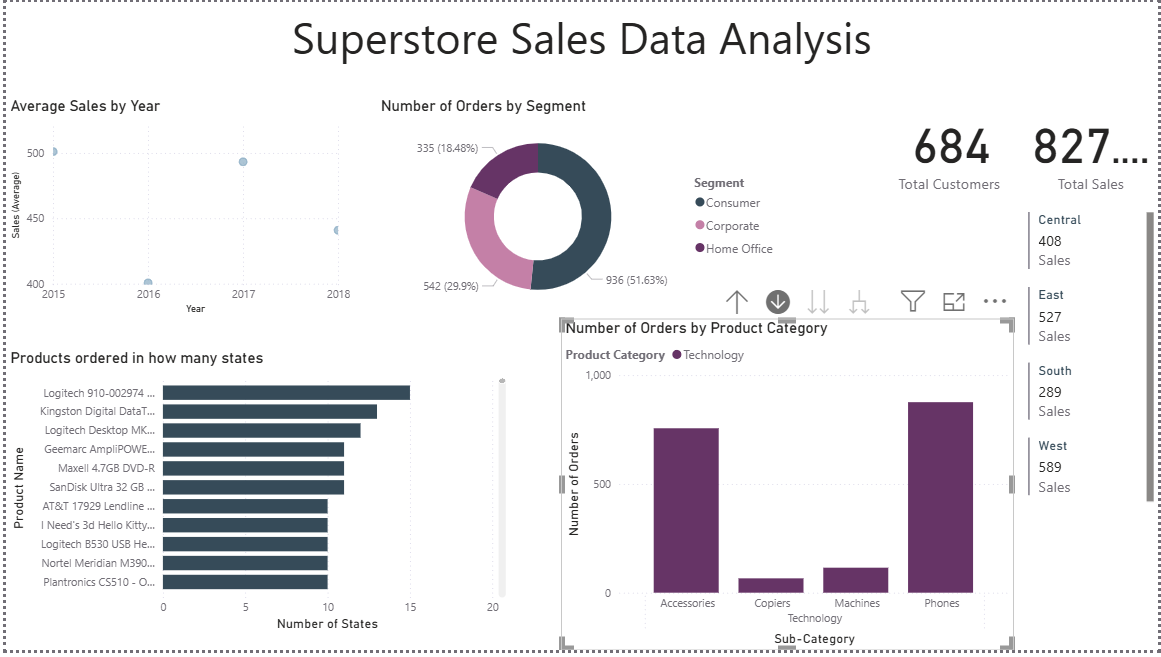 Superstore Sales Data Analysis
Average Sales by Year
Sales (Average)
500
450
400
2015 2016 2017 2018
Year
Number of Orders by Segment
335 (18.48%)
542 (29.9%)
936 (51.63%)
Segment
Consumer
Corporate
Home Office
684
Total Customers
827....
Total Sales
Central
408
Sales
East
527
Sales
South
289
Sales
West
589
Sales
Products ordered in how many states
Product Name
Logitech 910-002974 ...
Kingston Digital DataT...
Logitech Desktop MK...
Geemarc AmpliPOWE...
Maxell 4.7GB DVD-R
SanDisk Ultra 32 GB ...
AT&T 17929 Lendline ...
I Need's 3d Hello Kitty...
Logitech B530 USB He...
Nortel Meridian M390...
Plantronics CS510 - O...
0 5 10 15 20
Number of States
Number of Orders by Product Category
Product Category Technology
Number of Orders
1,000
500
0
Accessories Copiers Machines Phones
Technology
Sub-Category